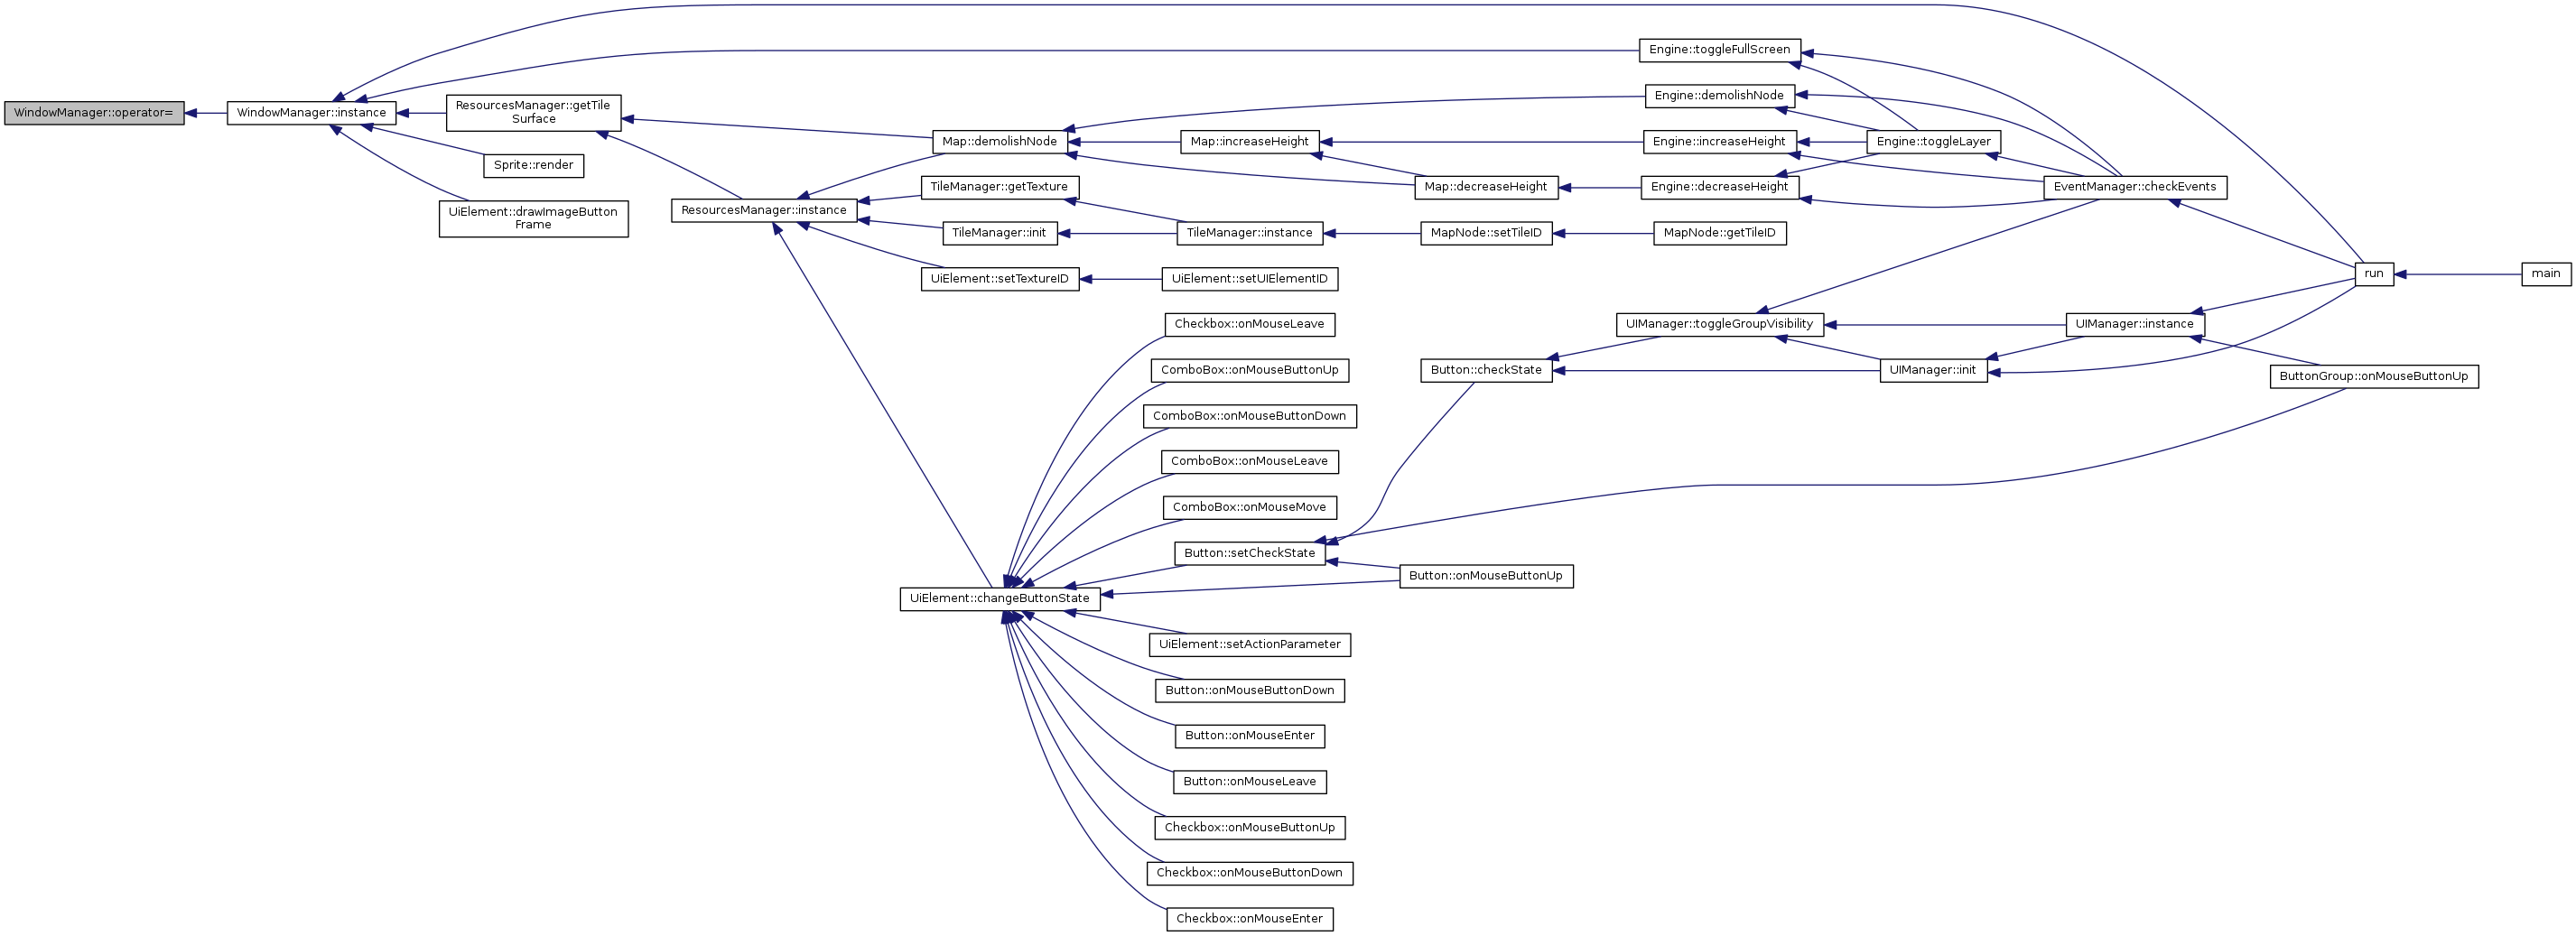 WindowManager::operator=
WindowManager::instance
ResourcesManager::getTile
Surface
Sprite::render
UiElement::drawImageButton
Frame
ResourcesManager::instance
Map::demolishNode
TileManager::getTexture
TileManager::init
UiElement::setTextureID
UiElement::changeButtonState
Map::increaseHeight
TileManager::instance
UiElement::setUIElementID
Checkbox::onMouseLeave
ComboBox::onMouseButtonUp
ComboBox::onMouseButtonDown
ComboBox::onMouseLeave
ComboBox::onMouseMove
Button::setCheckState
UiElement::setActionParameter
Button::onMouseButtonDown
Button::onMouseEnter
Button::onMouseLeave
Checkbox::onMouseButtonUp
Checkbox::onMouseButtonDown
Checkbox::onMouseEnter
Map::decreaseHeight
MapNode::setTileID
Button::checkState
Button::onMouseButtonUp
Engine::toggleFullScreen
Engine::demolishNode
Engine::increaseHeight
Engine::decreaseHeight
MapNode::getTileID
UIManager::toggleGroupVisibility
Engine::toggleLayer
UIManager::init
EventManager::checkEvents
UIManager::instance
run
ButtonGroup::onMouseButtonUp
main